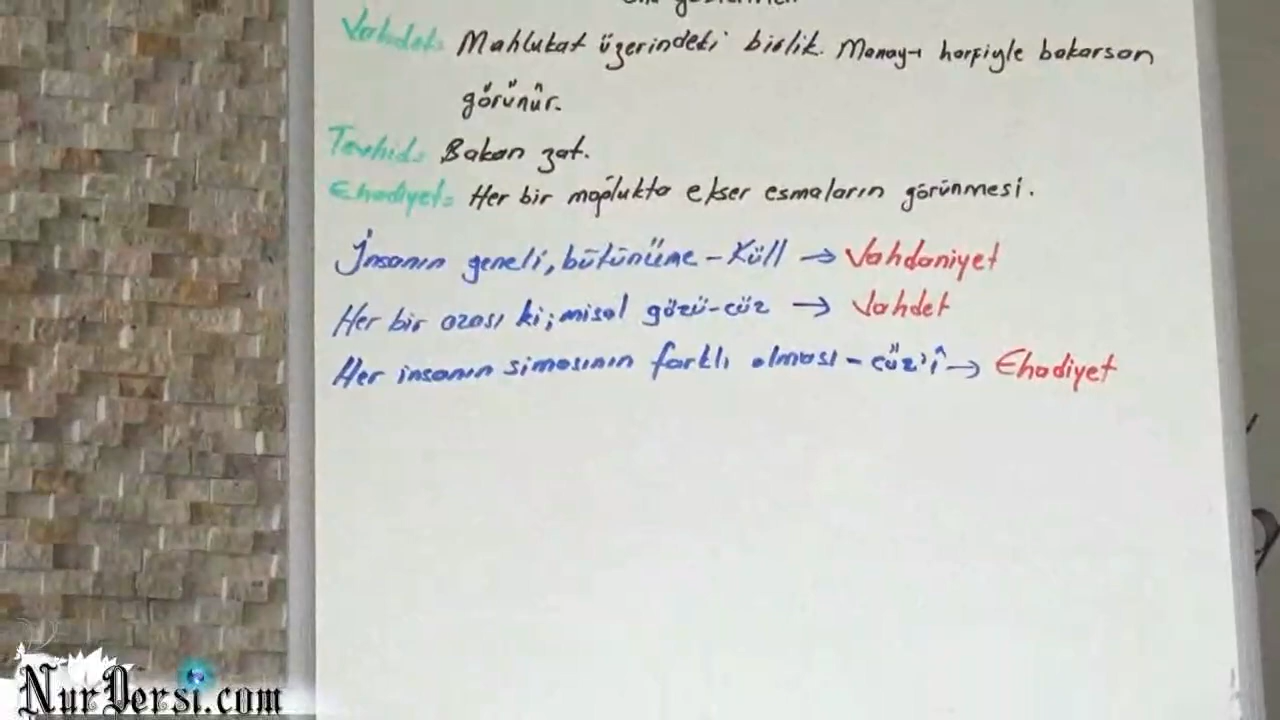 Vahdet: Mahlukat üzerindeki birlik. Manay-ı harfiyle bakarsan
görünür.
Tevhid: Bakan zat.
Ehadiyet: Her bir mahlukta ekser esmaların görünmesi.
İnsanın geneli, bütününe - Küll → Vahdaniyet
Her bir azası ki; misal gözü-cüz → Vahdet
Her insanın simasının farklı olması - cüz'î → Ehadiyet
NurDersi.com